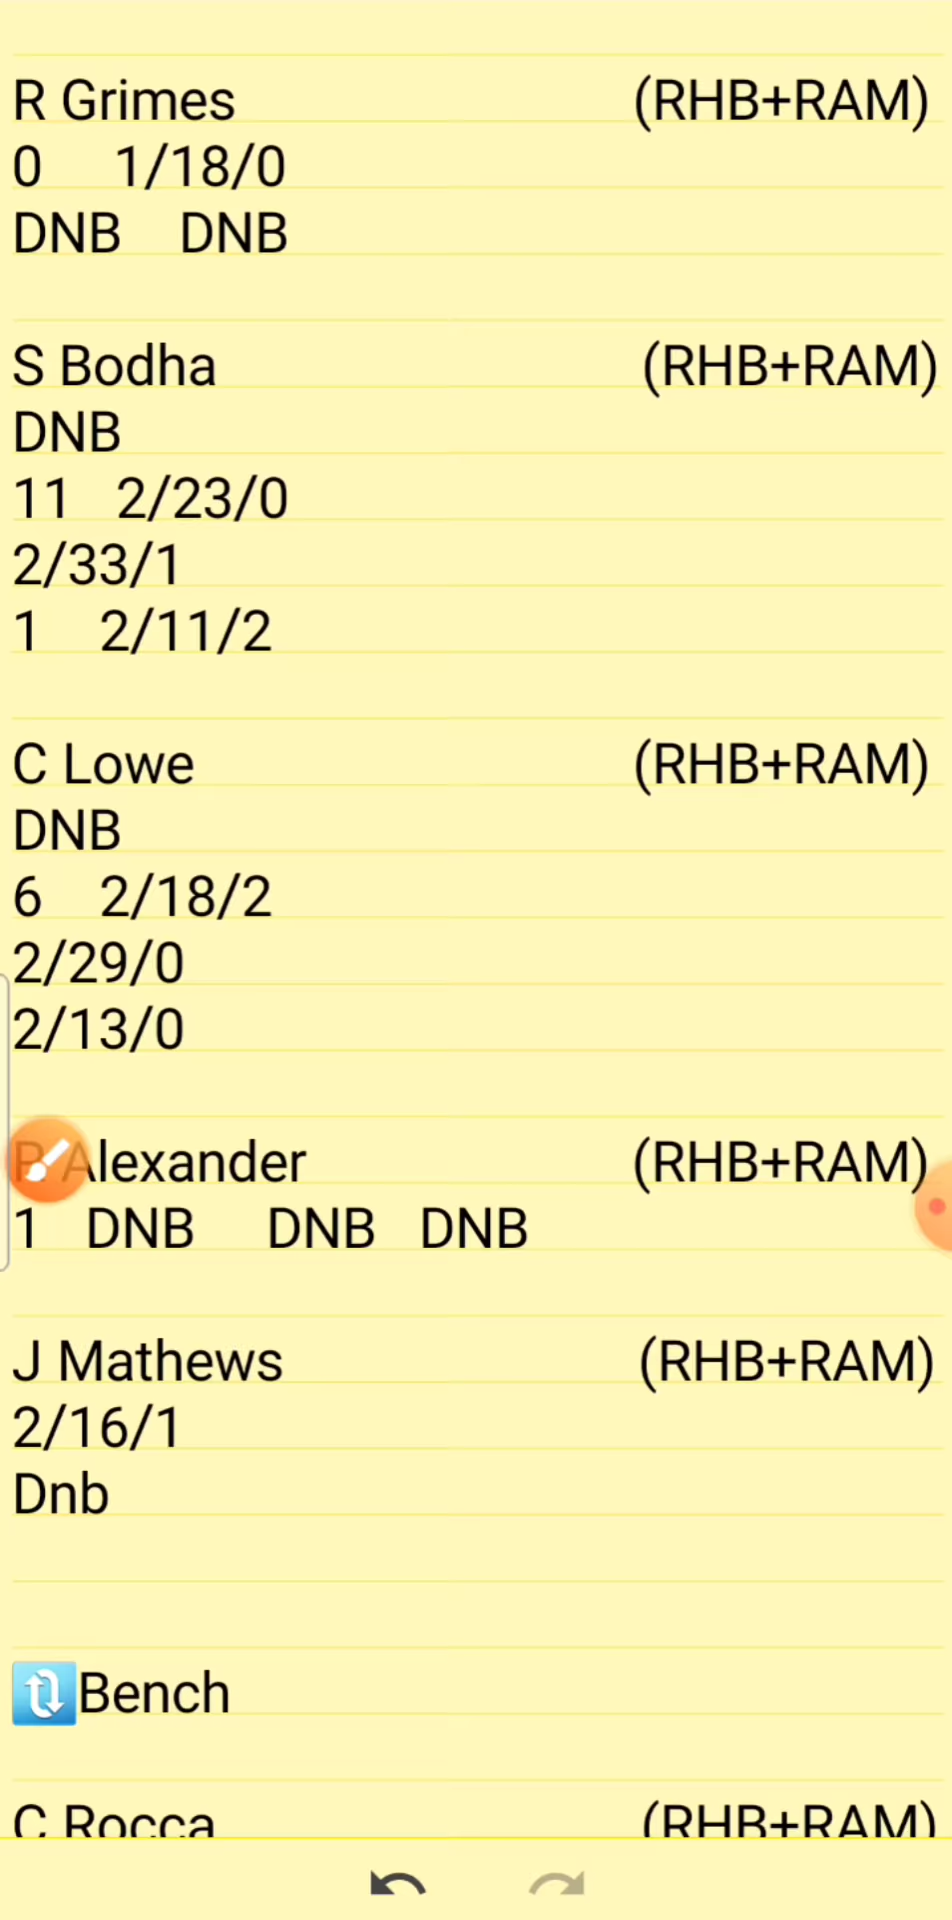 R Grimes (RHB+RAM)
0 1/18/0
DNB DNB
S Bodha (RHB+RAM)
DNB
11 2/23/0
2/33/1
1 2/11/2
C Lowe (RHB+RAM)
DNB
6 2/18/2
2/29/0
2/13/0
Alexander (RHB+RAM)
1 DNB DNB DNB
J Mathews (RHB+RAM)
2/16/1
Dnb
Bench
C Rocca (RHB+RAM)